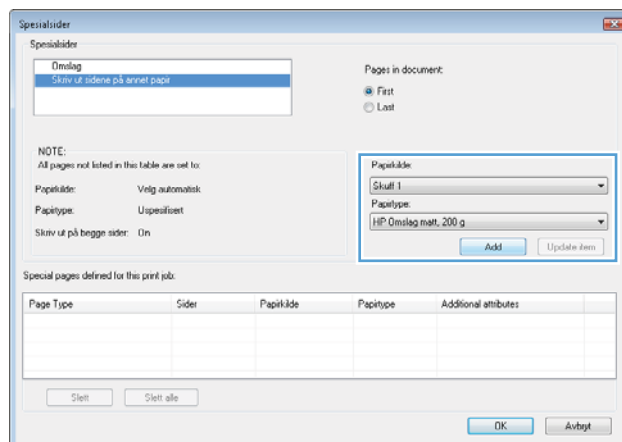 Spesialsider
Spesialsider
Omslag
Skriv ut sidene på annet papir
Pages in document:
First
Last
NOTE:
All pages not listed in this table are set to:
Papirkilde: Velg automatisk
Papirtype: Uspesifisert
Skriv ut på begge sider: On
Papirkilde:
Skuff 1
Papirtype:
HP Omslag matt, 200 g
Add Update item
Special pages defined for this print job:
Page Type Sider Papirkilde Papirtype Additional attributes
Slett Slett alle
OK Avbryt